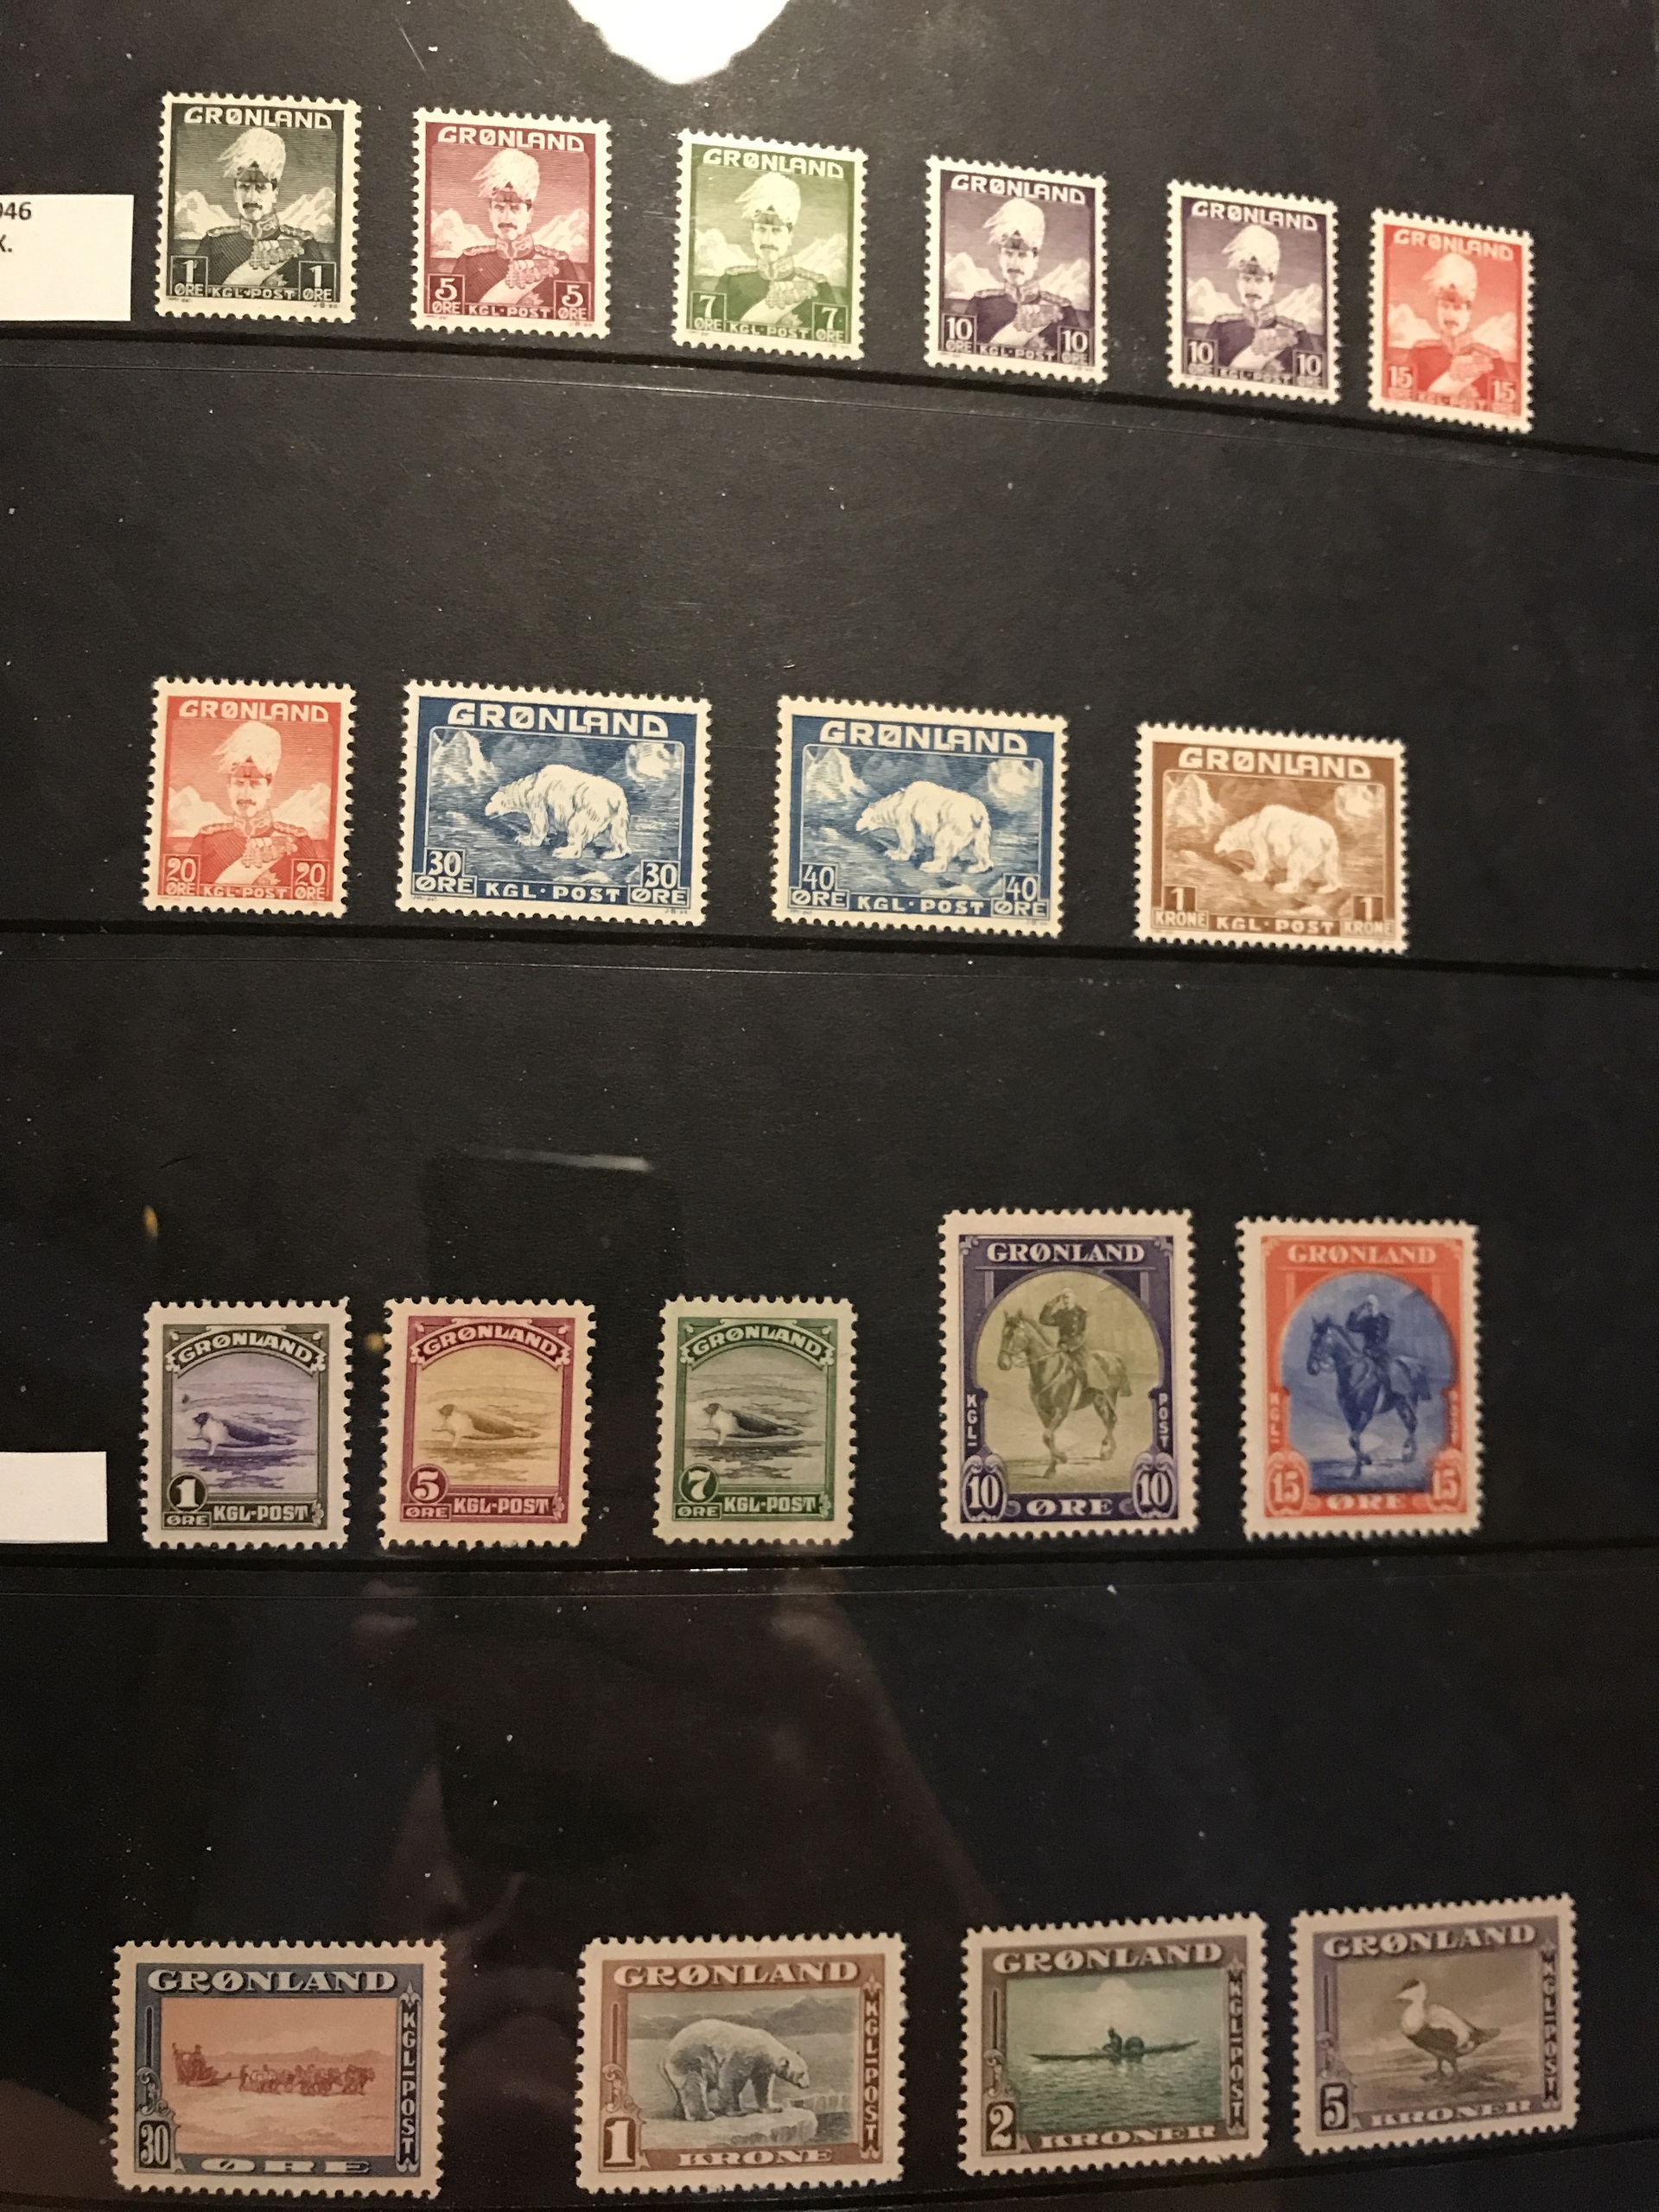 046
K.
GRØNLAND
1 1
ØRE KGL·POST ØRE
GRØNLAND
5 5
ØRE KGL·POST ØRE
GRØNLAND
7 7
ØRE KGL·POST ØRE
GRØNLAND
10 10
ØRE KGL·POST ØRE
GRØNLAND
10 10
ØRE KGL·POST ØRE
GRØNLAND
15 15
ØRE KGL·POST ØRE
GRØNLAND
20 20
ØRE KGL·POST ØRE
GRØNLAND
30 30
ØRE KGL·POST ØRE
GRØNLAND
40 40
ØRE KGL·POST ØRE
GRØNLAND
1 1
KRONE KGL·POST KRONE
GRØNLAND
1
ØRE KGL-POST
GRØNLAND
5
ØRE KGL-POST
GRØNLAND
7
ØRE KGL-POST
GRØNLAND
KGL- POST
10 ØRE 10
GRØNLAND
KGL- POST
15 ØRE 15
GRØNLAND
KGL-POST
30 ØRE
GRØNLAND
KGL-POST
1 KRONE
GRØNLAND
KGL-POST
2 KRONER
GRØNLAND
KGL-POST
5 KRONER